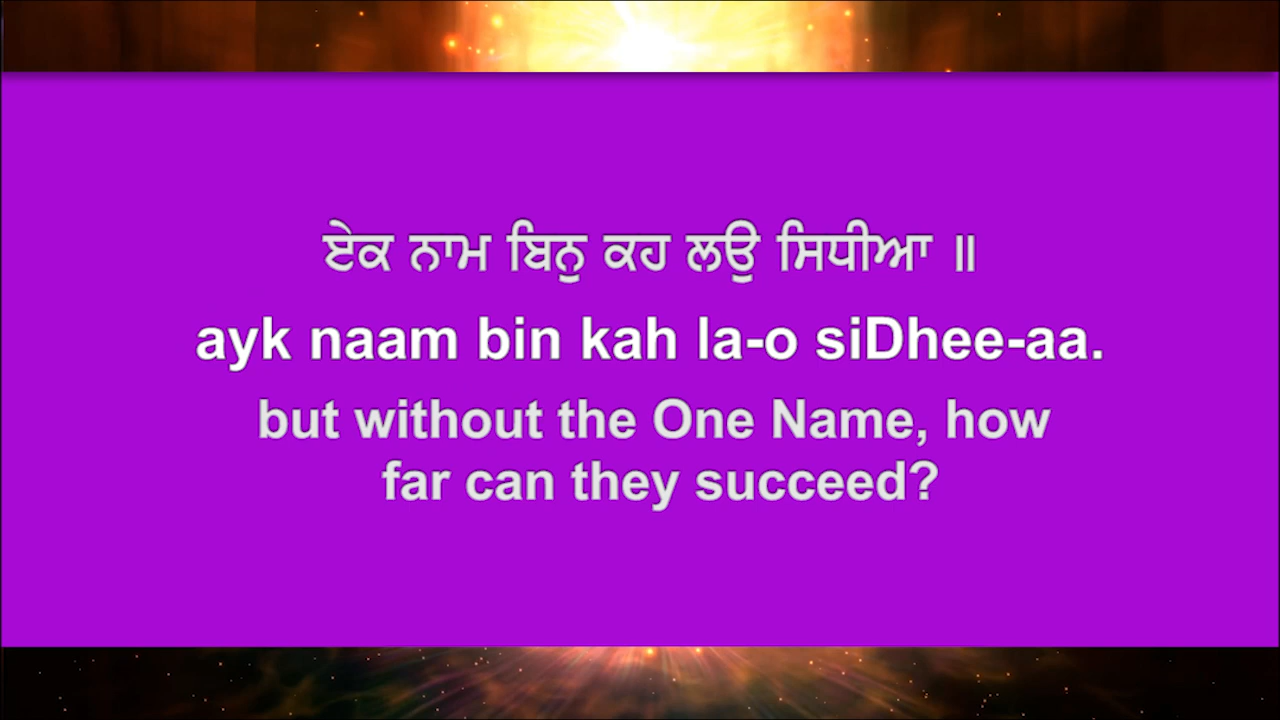 ਏਕ ਨਾਮ ਬਿਨੁ ਕਹ ਲਉ ਸਿਧੀਆ ॥
ayk naam bin kah la-o siDhee-aa.
but without the One Name, how
far can they succeed?